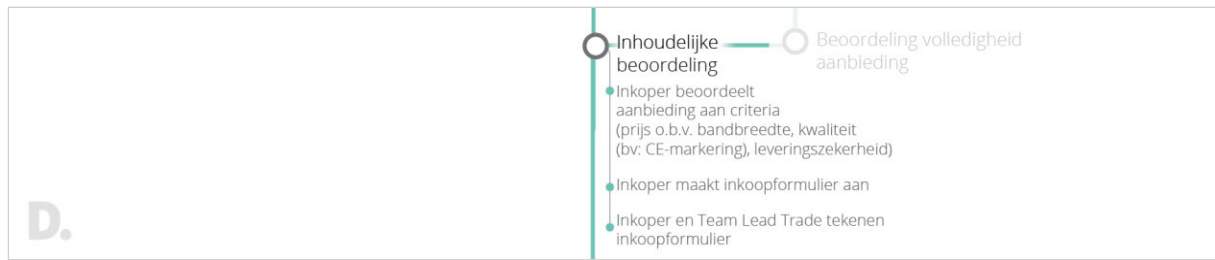 Inhoudelijke
beoordeling
Beoordeling volledigheid
aanbieding
Inkoper beoordeelt
aanbieding aan criteria
(prijs o.b.v. bandbreedte, kwaliteit
(bv: CE-markering), leveringszekerheid)
Inkoper maakt inkoopformulier aan
Inkoper en Team Lead Trade tekenen
inkoopformulier
D.